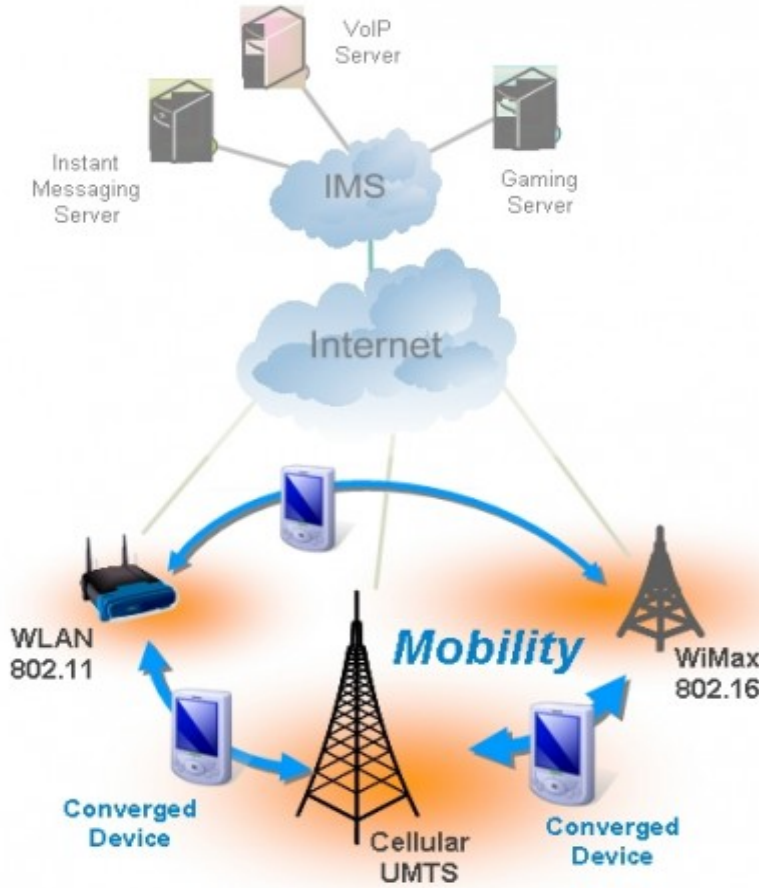 VoIP
Server
Instant
Messaging
Server
Gaming
Server
IMS
Internet
WLAN
802.11
Mobility
WiMax
802.16
Converged
Device
Cellular
UMTS
Converged
Device